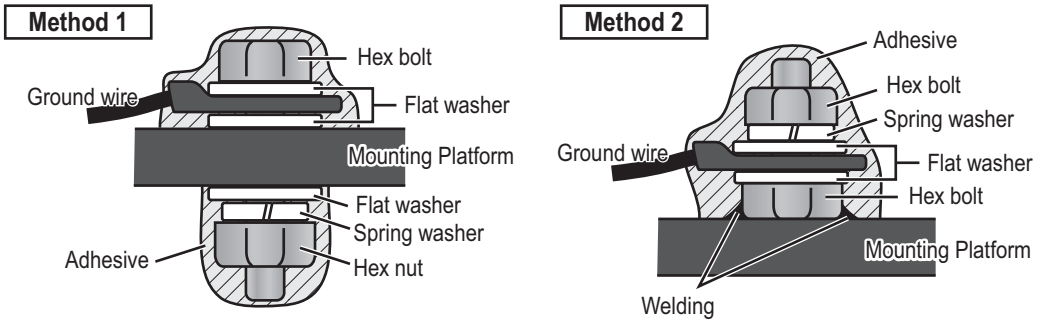 Method 1
Hex bolt
Ground wire
Flat washer
Mounting Platform
Flat washer
Spring washer
Adhesive
Hex nut
Method 2
Adhesive
Hex bolt
Spring washer
Ground wire
Flat washer
Hex bolt
Mounting Platform
Welding